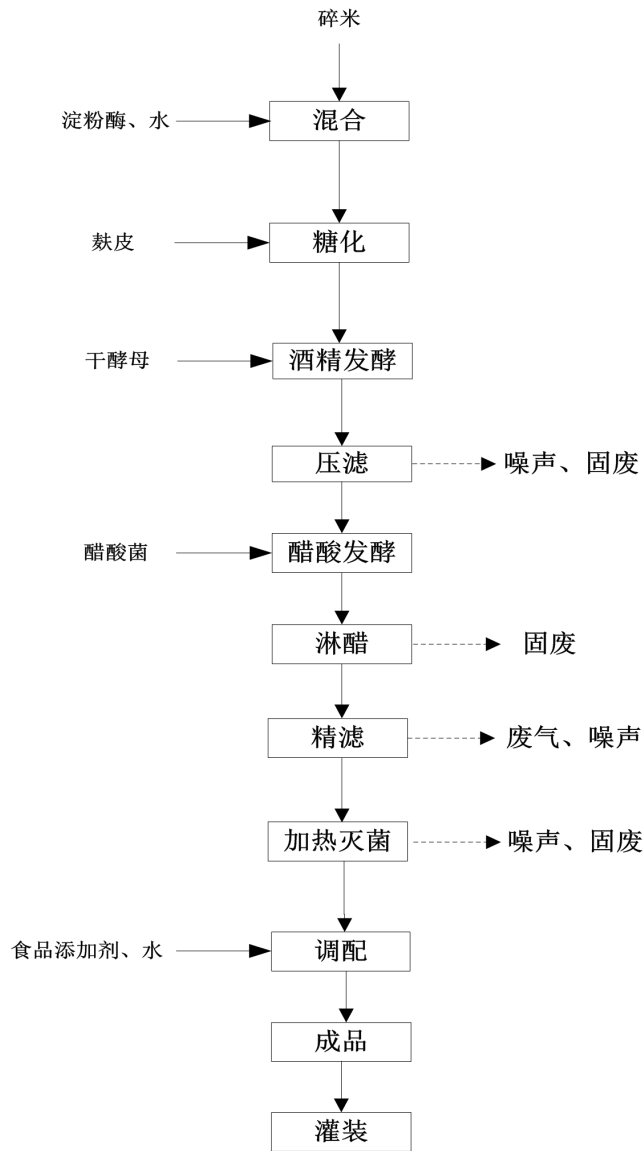 碎米
淀粉酶、水
混合
麸皮
糖化
干酵母
酒精发酵
压滤
噪声、固废
醋酸菌
醋酸发酵
淋醋
固废
精滤
废气、噪声
加热灭菌
噪声、固废
食品添加剂、水
调配
成品
灌装